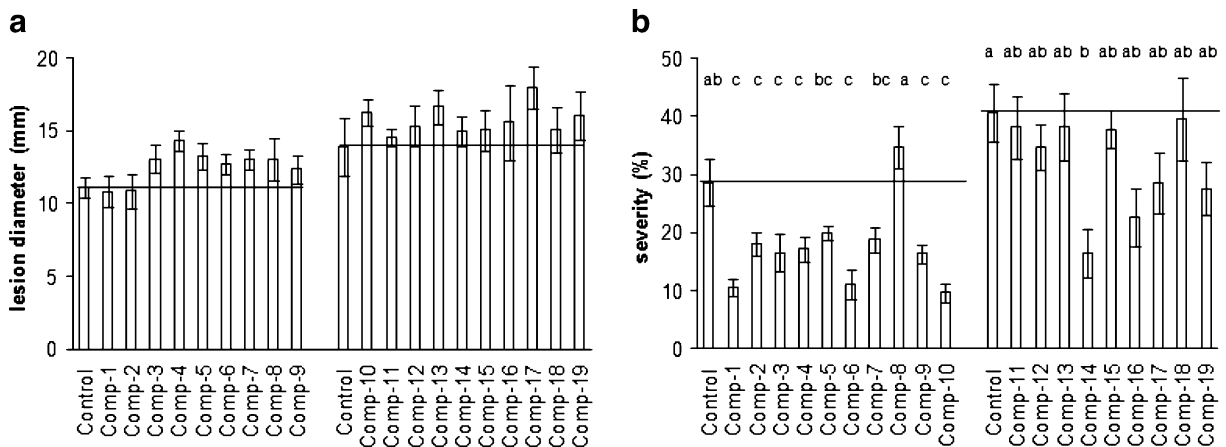 a
lesion diameter (mm)
20
15
10
5
0
Control
Comp-1
Comp-2
Comp-3
Comp-4
Comp-5
Comp-6
Comp-7
Comp-8
Comp-9
Control
Comp-10
Comp-11
Comp-12
Comp-13
Comp-14
Comp-15
Comp-16
Comp-17
Comp-18
Comp-19
b
severity (%)
50
40
30
20
10
0
ab c c c c bc c bc a c c
a ab ab ab b ab ab ab ab ab
Control
Comp-1
Comp-2
Comp-3
Comp-4
Comp-5
Comp-6
Comp-7
Comp-8
Comp-9
Comp-10
Control
Comp-11
Comp-12
Comp-13
Comp-14
Comp-15
Comp-16
Comp-17
Comp-18
Comp-19